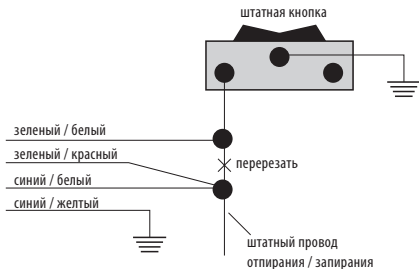 штатная кнопка
зеленый / белый
зеленый / красный
перерезать
синий / белый
синий / желтый
штатный провод
отпирания / запирания